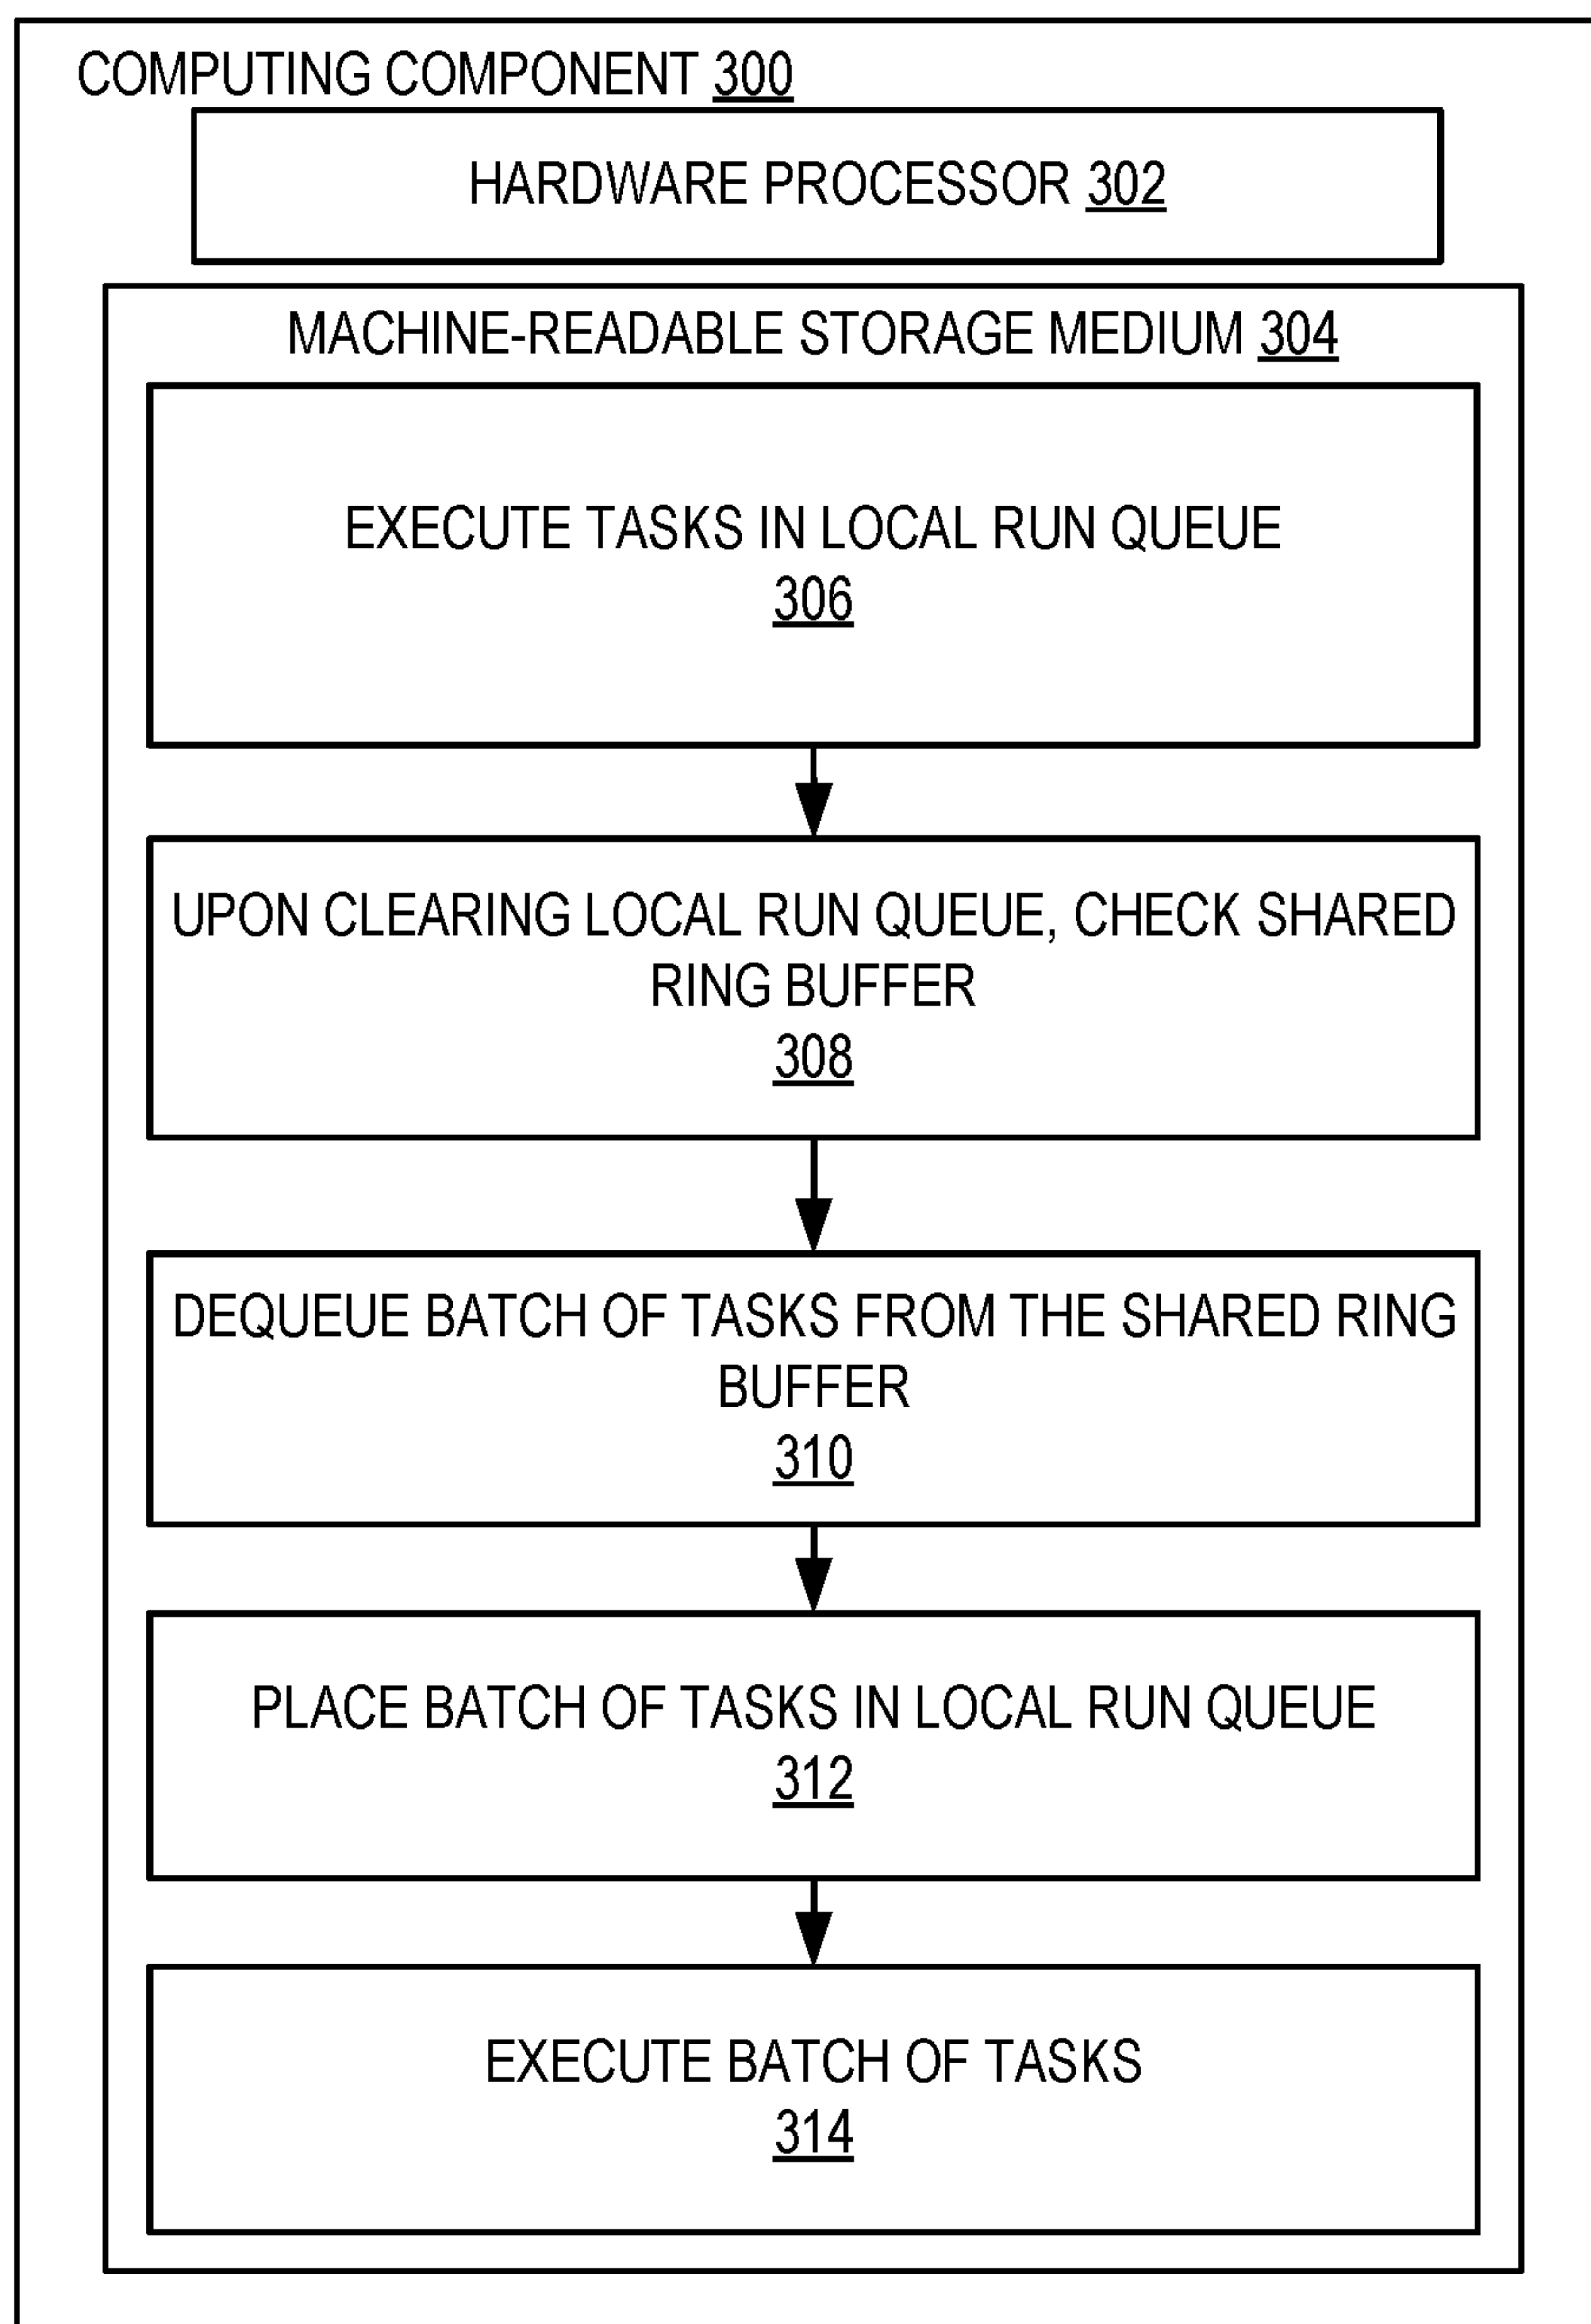 COMPUTING COMPONENT 300
HARDWARE PROCESSOR 302
MACHINE-READABLE STORAGE MEDIUM 304
EXECUTE TASKS IN LOCAL RUN QUEUE
306
UPON CLEARING LOCAL RUN QUEUE, CHECK SHARED
RING BUFFER
308
DEQUEUE BATCH OF TASKS FROM THE SHARED RING
BUFFER
310
PLACE BATCH OF TASKS IN LOCAL RUN QUEUE
312
EXECUTE BATCH OF TASKS
314